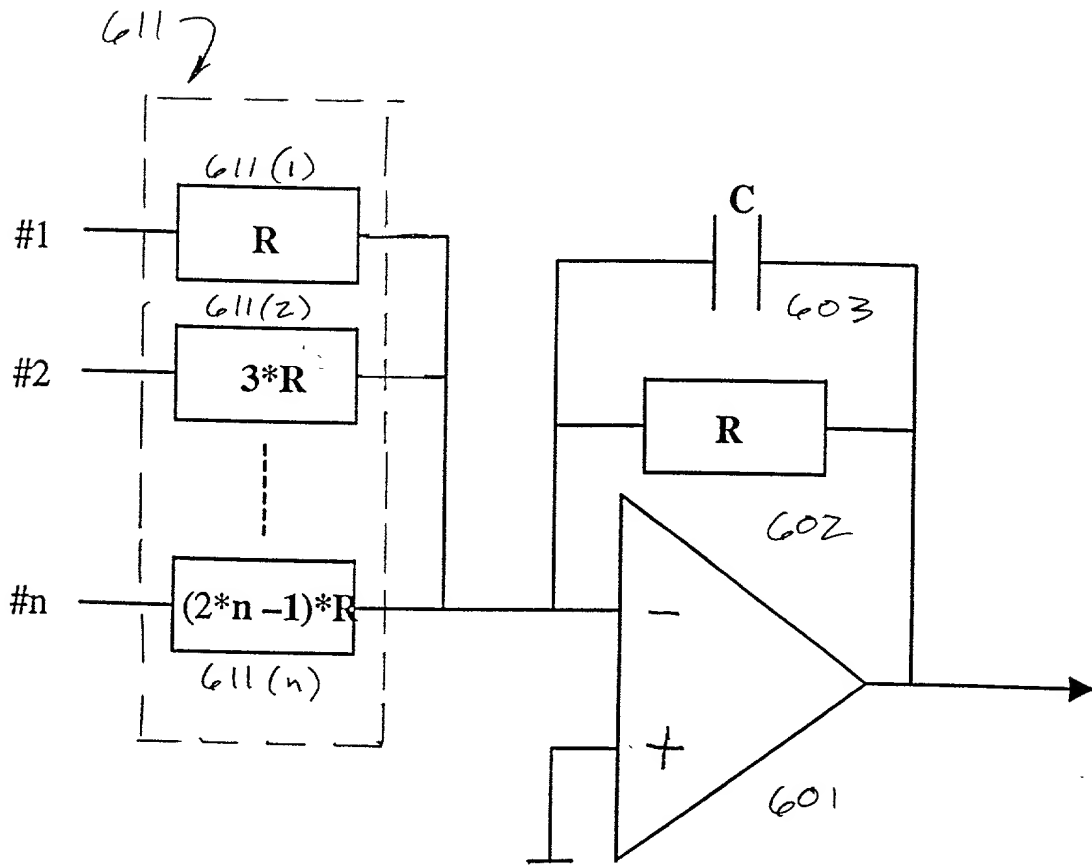 611
611(1)
#1
R
C
611(2)
603
#2
3*R
R
602
#n
(2*n –1)*R
−
611(n)
+
601